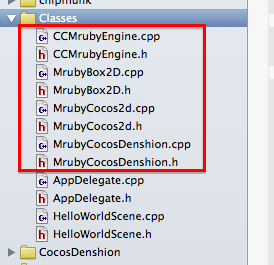 chipmunk
Classes
CCMrubyEngine.cpp
CCMrubyEngine.h
MrubyBox2D.cpp
MrubyBox2D.h
MrubyCocos2d.cpp
MrubyCocos2d.h
MrubyCocosDenshion.cpp
MrubyCocosDenshion.h
AppDelegate.cpp
AppDelegate.h
HelloWorldScene.cpp
HelloWorldScene.h
CocosDenshion